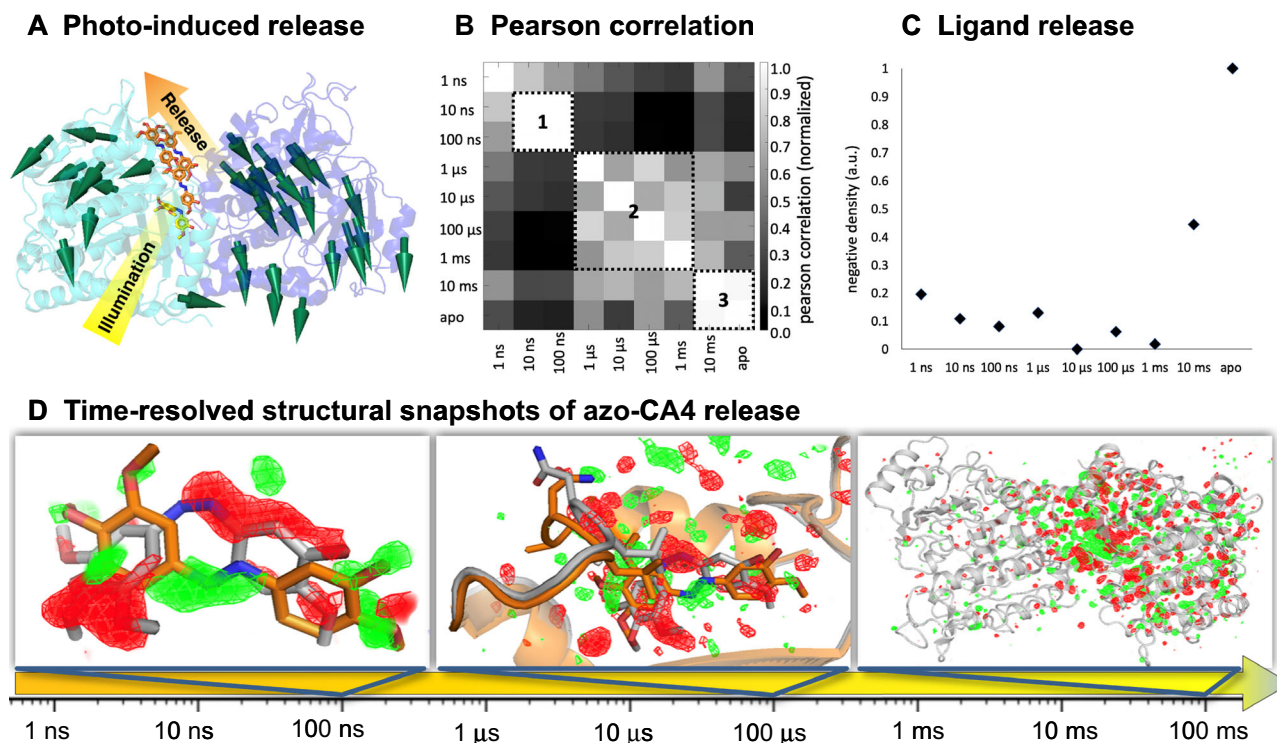 A Photo-induced release
Release
Illumination
B Pearson correlation
1 ns
10 ns
100 ns
1 µs
10 µs
100 µs
1 ms
10 ms
apo
1
2
3
1 ns
10 ns
100 ns
1 µs
10 µs
100 µs
1 ms
10 ms
apo
1.0
0.9
0.8
0.7
0.6
0.5
0.4
0.3
0.2
0.1
0.0
pearson correlation (normalized)
C Ligand release
negative density (a.u.)
1
0.9
0.8
0.7
0.6
0.5
0.4
0.3
0.2
0.1
0
1 ns
10 ns
100 ns
1 µs
10 µs
100 µs
1 ms
10 ms
apo
D Time-resolved structural snapshots of azo-CA4 release
1 ns
10 ns
100 ns
1 µs
10 µs
100 µs
1 ms
10 ms
100 ms